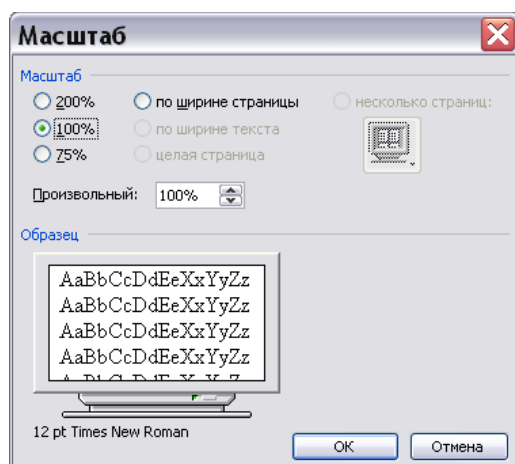 Масштаб
Масштаб
200% по ширине страницы несколько страниц:
100% по ширине текста
75% целая страница
Произвольный: 100%
Образец
AaBbCcDdEeXxYyZz
AaBbCcDdEeXxYyZz
AaBbCcDdEeXxYyZz
AaBbCcDdEeXxYyZz
12 pt Times New Roman
ОК Отмена